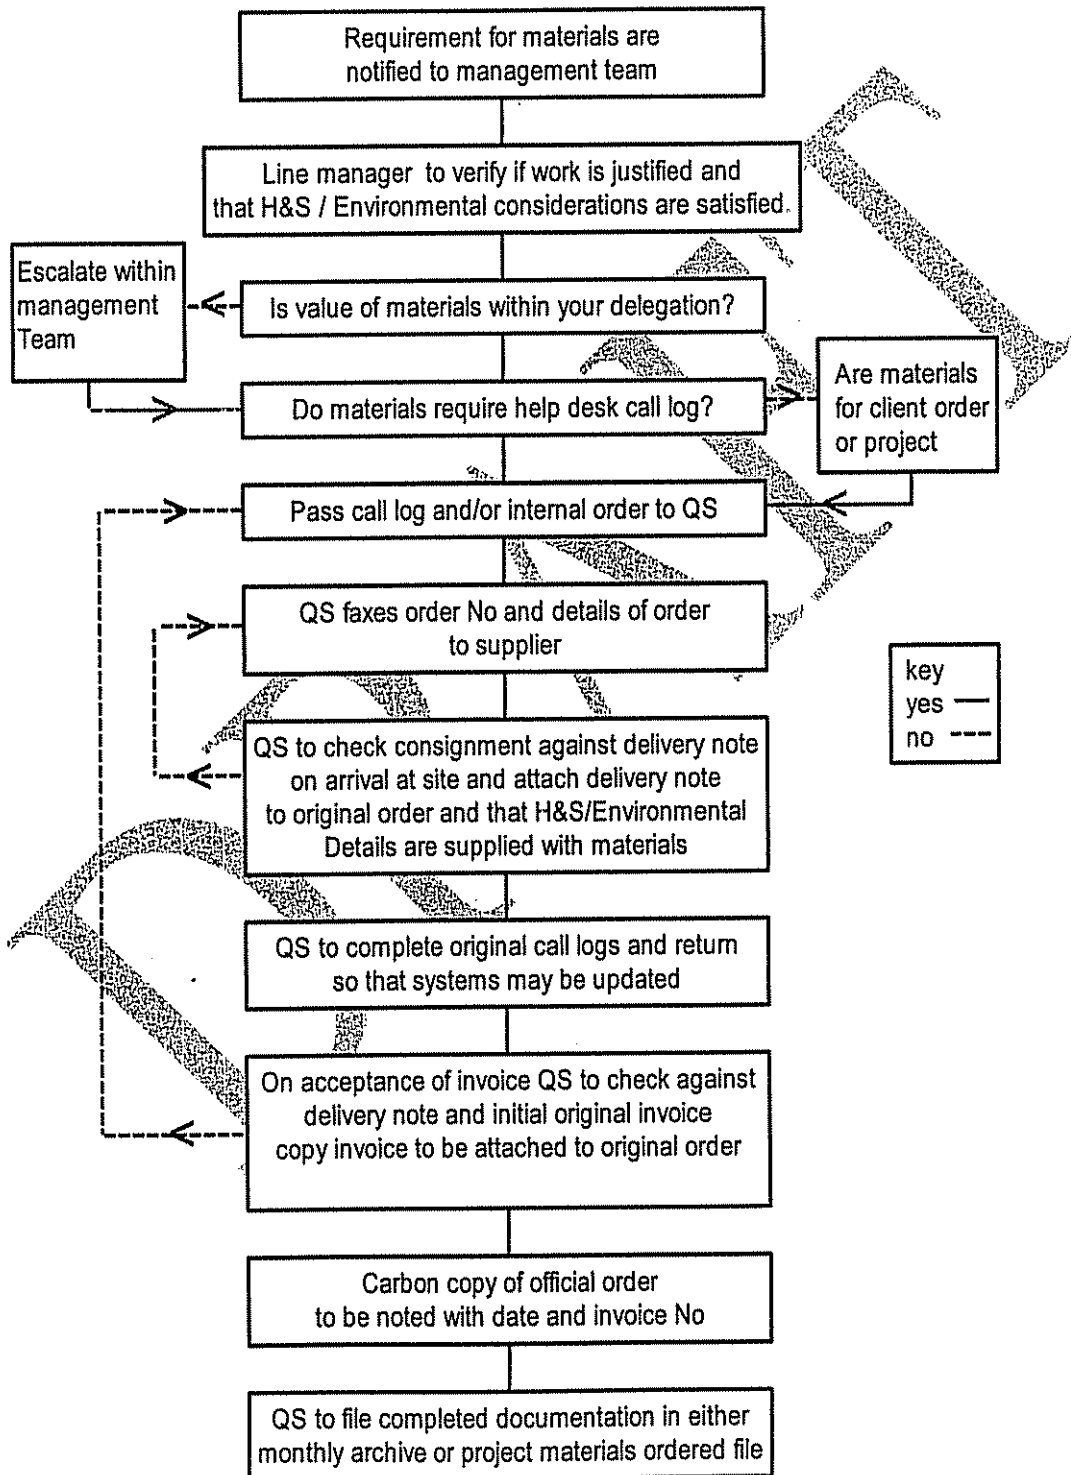 Requirement for materials are
notified to management team
Line manager to verify if work is justified and
that H&S / Environmental considerations are satisfied.
Escalate within
management
Team
Is value of materials within your delegation?
Do materials require help desk call log?
Are materials
for client order
or project
Pass call log and/or internal order to QS
QS faxes order No and details of order
to supplier
key
yes
no
QS to check consignment against delivery note
on arrival at site and attach delivery note
to original order and that H&S/Environmental
Details are supplied with materials
QS to complete original call logs and return
so that systems may be updated
On acceptance of invoice QS to check against
delivery note and initial original invoice
copy invoice to be attached to original order
Carbon copy of official order
to be noted with date and invoice No
QS to file completed documentation in either
monthly archive or project materials ordered file